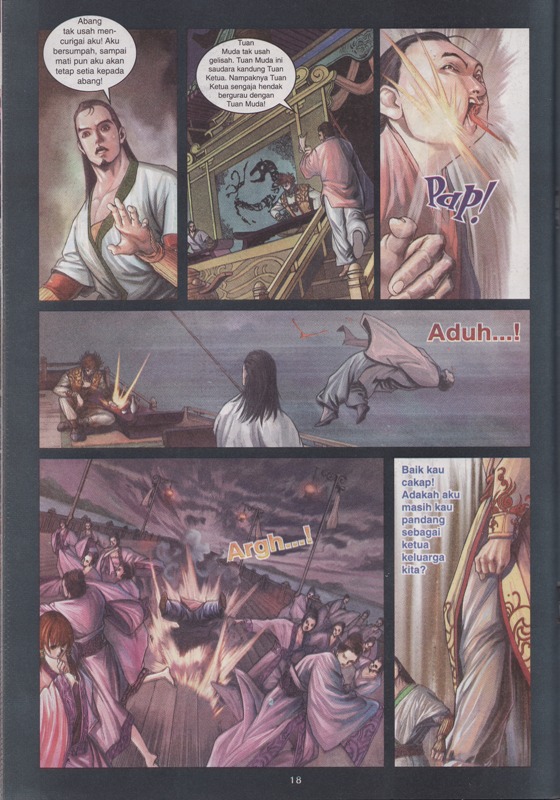 Abang
tak usah men-
curigai aku! Aku
bersumpah, sampai
mati pun aku akan
tetap setia kepada
abang!
Tuan
Muda tak usah
gelisah. Tuan Muda ini
saudara kandung Tuan
Ketua. Nampaknya Tuan
Ketua sengaja hendak
bergurau dengan
Tuan Muda!
Pap!
Aduh...!
Argh...!
Baik kau
cakap!
Adakah aku
masih kau
pandang
sebagai
ketua
keluarga
kita?
18